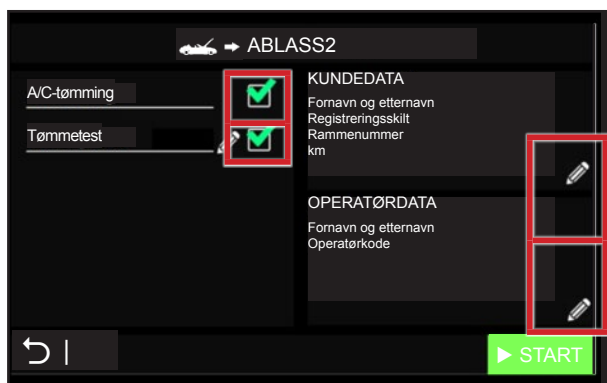 ABLASS2
A/C-tømming
Tømmetest
KUNDEDATA
Fornavn og etternavn
Registreringsskilt
Rammenummer
km
OPERATØRDATA
Fornavn og etternavn
Operatørkode
START